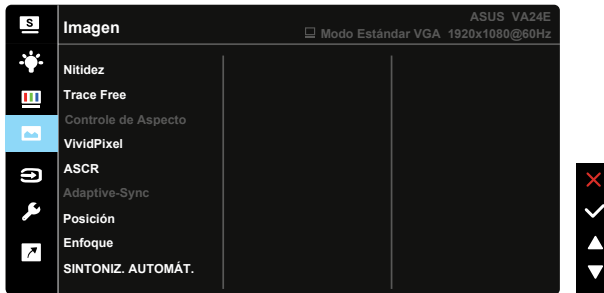 S
Imagen
ASUS VA24E
Modo Estándar VGA 1920x1080@60Hz
Nitidez
Trace Free
Controle de Aspecto
VividPixel
ASCR
Adaptive-Sync
Posición
Enfoque
SINTONIZ. AUTOMÁT.